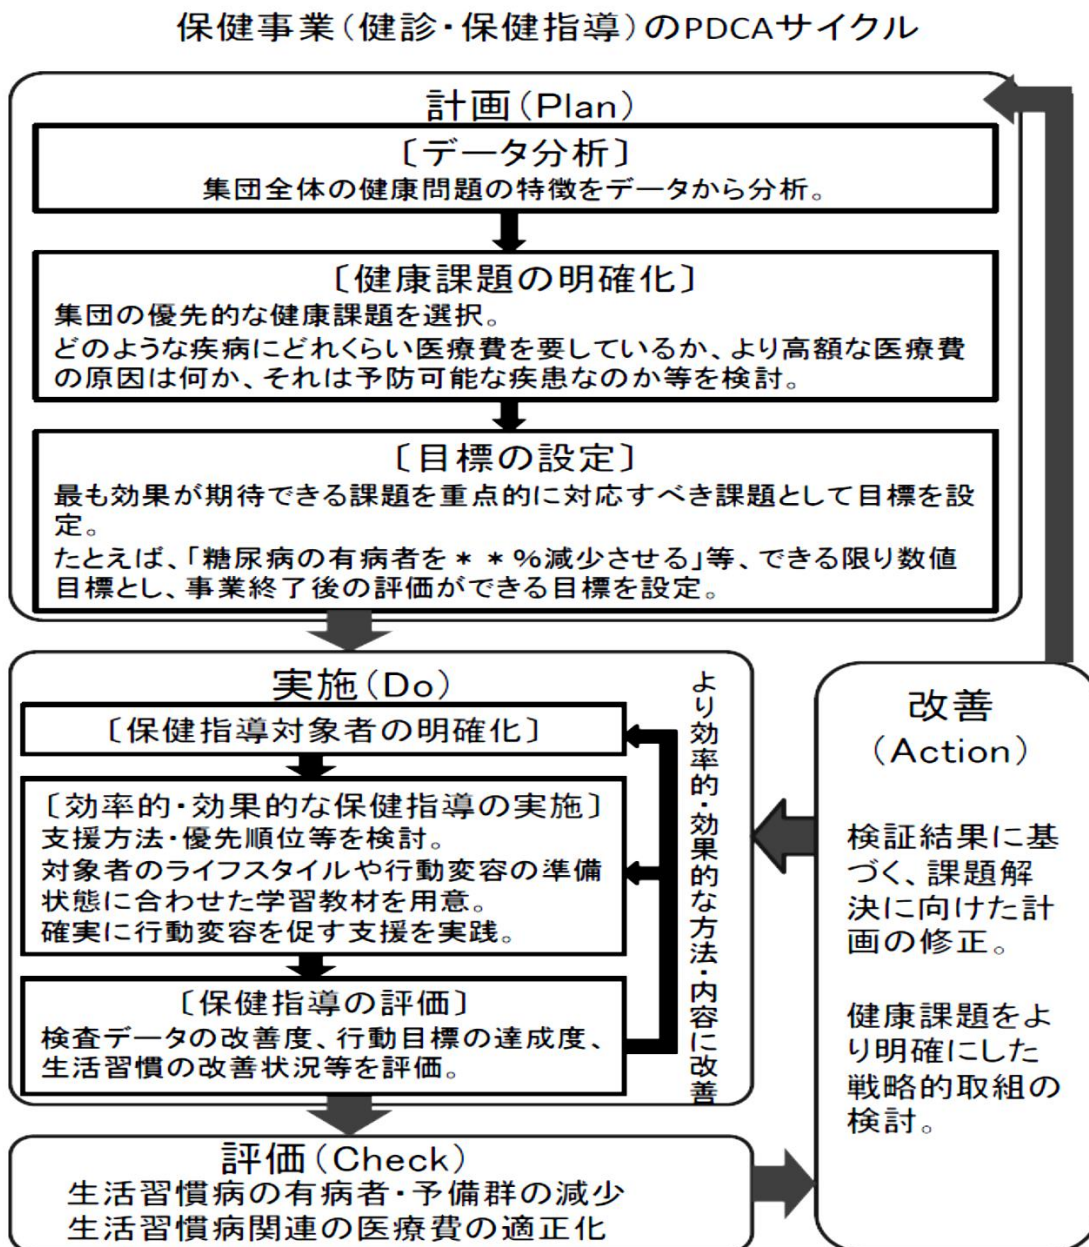 保健事業(健診・保健指導)のPDCAサイクル
計画(Plan)
〔データ分析〕
集団全体の健康問題の特徴をデータから分析。
〔健康課題の明確化〕
集団の優先的な健康課題を選択。
どのような疾病にどれくらい医療費を要しているか、より高額な医療費
の原因は何か、それは予防可能な疾患なのか等を検討。
〔目標の設定〕
最も効果が期待できる課題を重点的に対応すべき課題として目標を設
定。
たとえば、「糖尿病の有病者を**%減少させる」等、できる限り数値
目標とし、事業終了後の評価ができる目標を設定。
実施(Do)
〔保健指導対象者の明確化〕
〔効率的・効果的な保健指導の実施〕
支援方法・優先順位等を検討。
対象者のライフスタイルや行動変容の準備
状態に合わせた学習教材を用意。
確実に行動変容を促す支援を実践。
〔保健指導の評価〕
検査データの改善度、行動目標の達成度、
生活習慣の改善状況等を評価。
より効率的・効果的な方法・内容に改善
評価(Check)
生活習慣病の有病者・予備群の減少
生活習慣病関連の医療費の適正化
改善
(Action)
検証結果に基
づく、課題解
決に向けた計
画の修正。
健康課題をよ
り明確にした
戦略的取組の
検討。